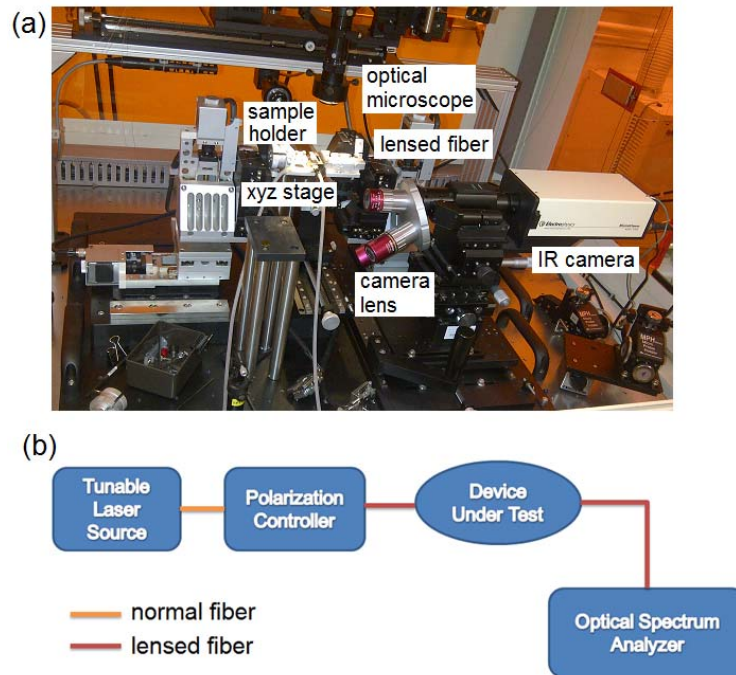 (a)
optical
microscope
sample
holder
lensed fiber
xyz stage
IR camera
camera
lens
(b)
Tunable
Laser
Source
Polarization
Controller
Device
Under Test
normal fiber
lensed fiber
Optical Spectrum
Analyzer